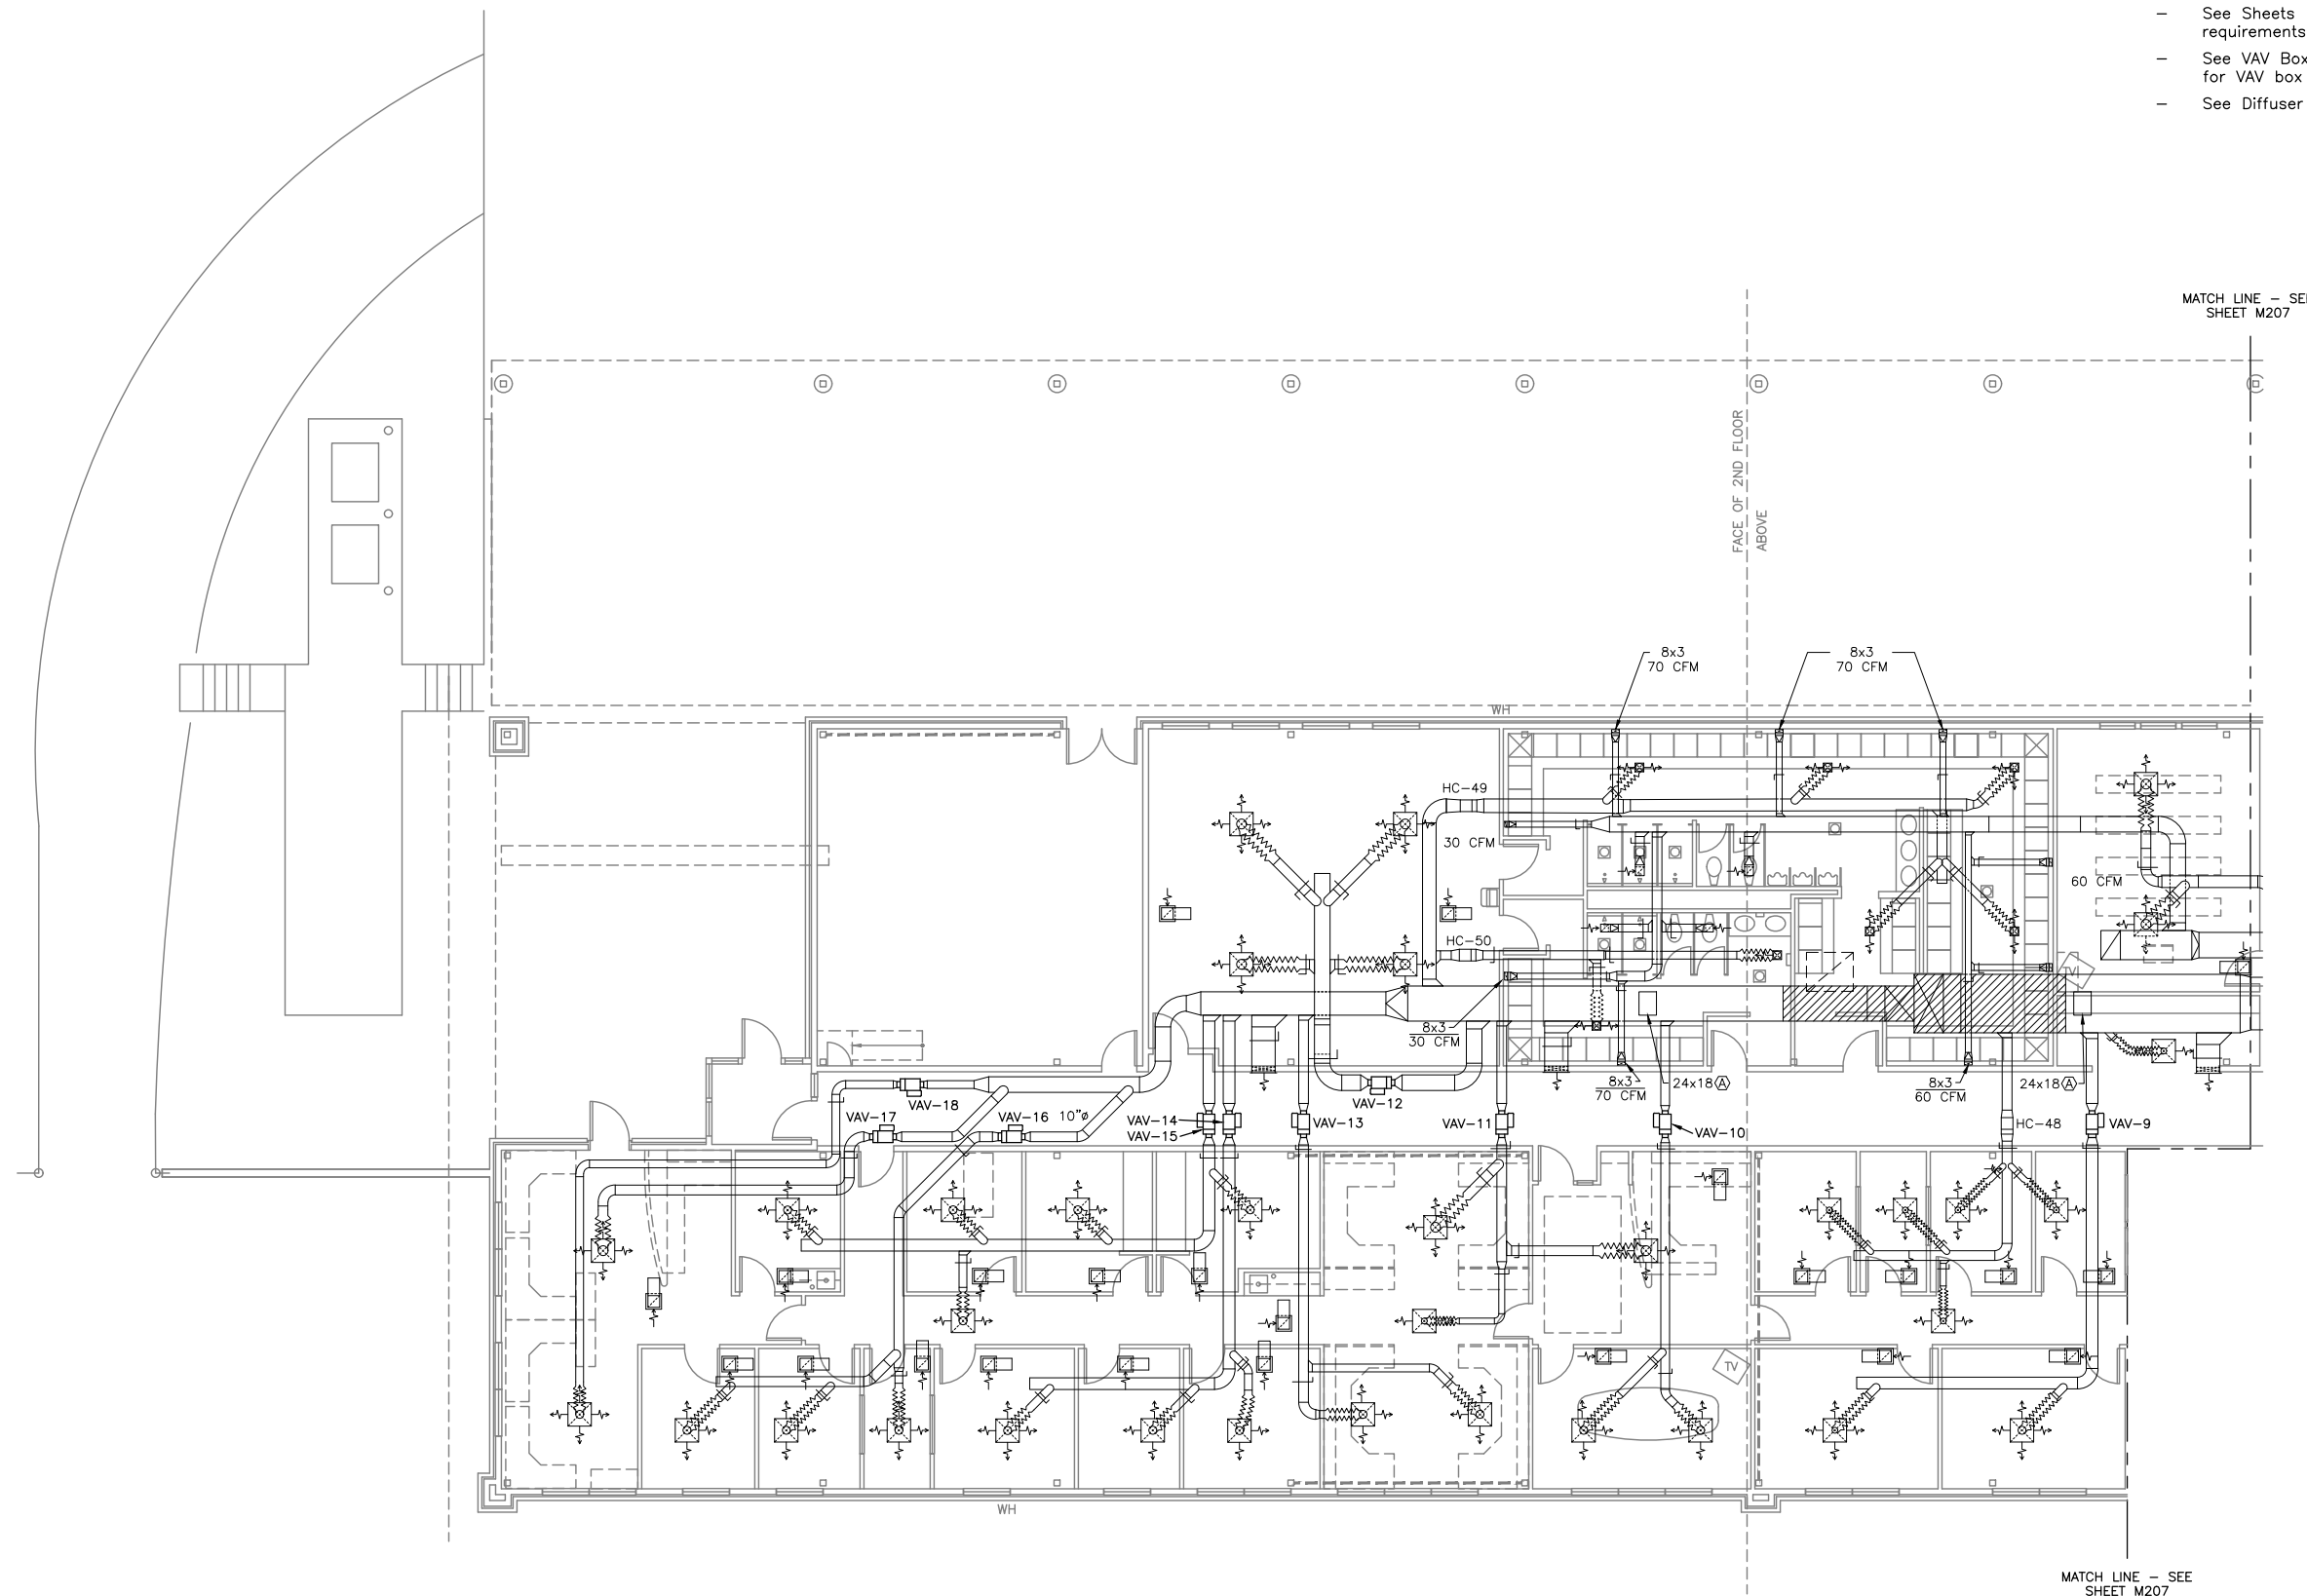 – See Sheets
requirements
– See VAV Box
for VAV box
– See Diffuser
MATCH LINE – SEE
SHEET M207
FACE OF 2ND FLOOR
ABOVE
8x3
70 CFM
8x3
70 CFM
WH
HC-49
30 CFM
60 CFM
HC-50
TV
8x3
30 CFM
8x3
70 CFM
24x18 A
8x3
60 CFM
24x18 A
VAV-18
VAV-17
VAV-16
10"ø
VAV-14
VAV-15
VAV-12
VAV-13
VAV-11
VAV-10
HC-48
VAV-9
TV
WH
MATCH LINE – SEE
SHEET M207